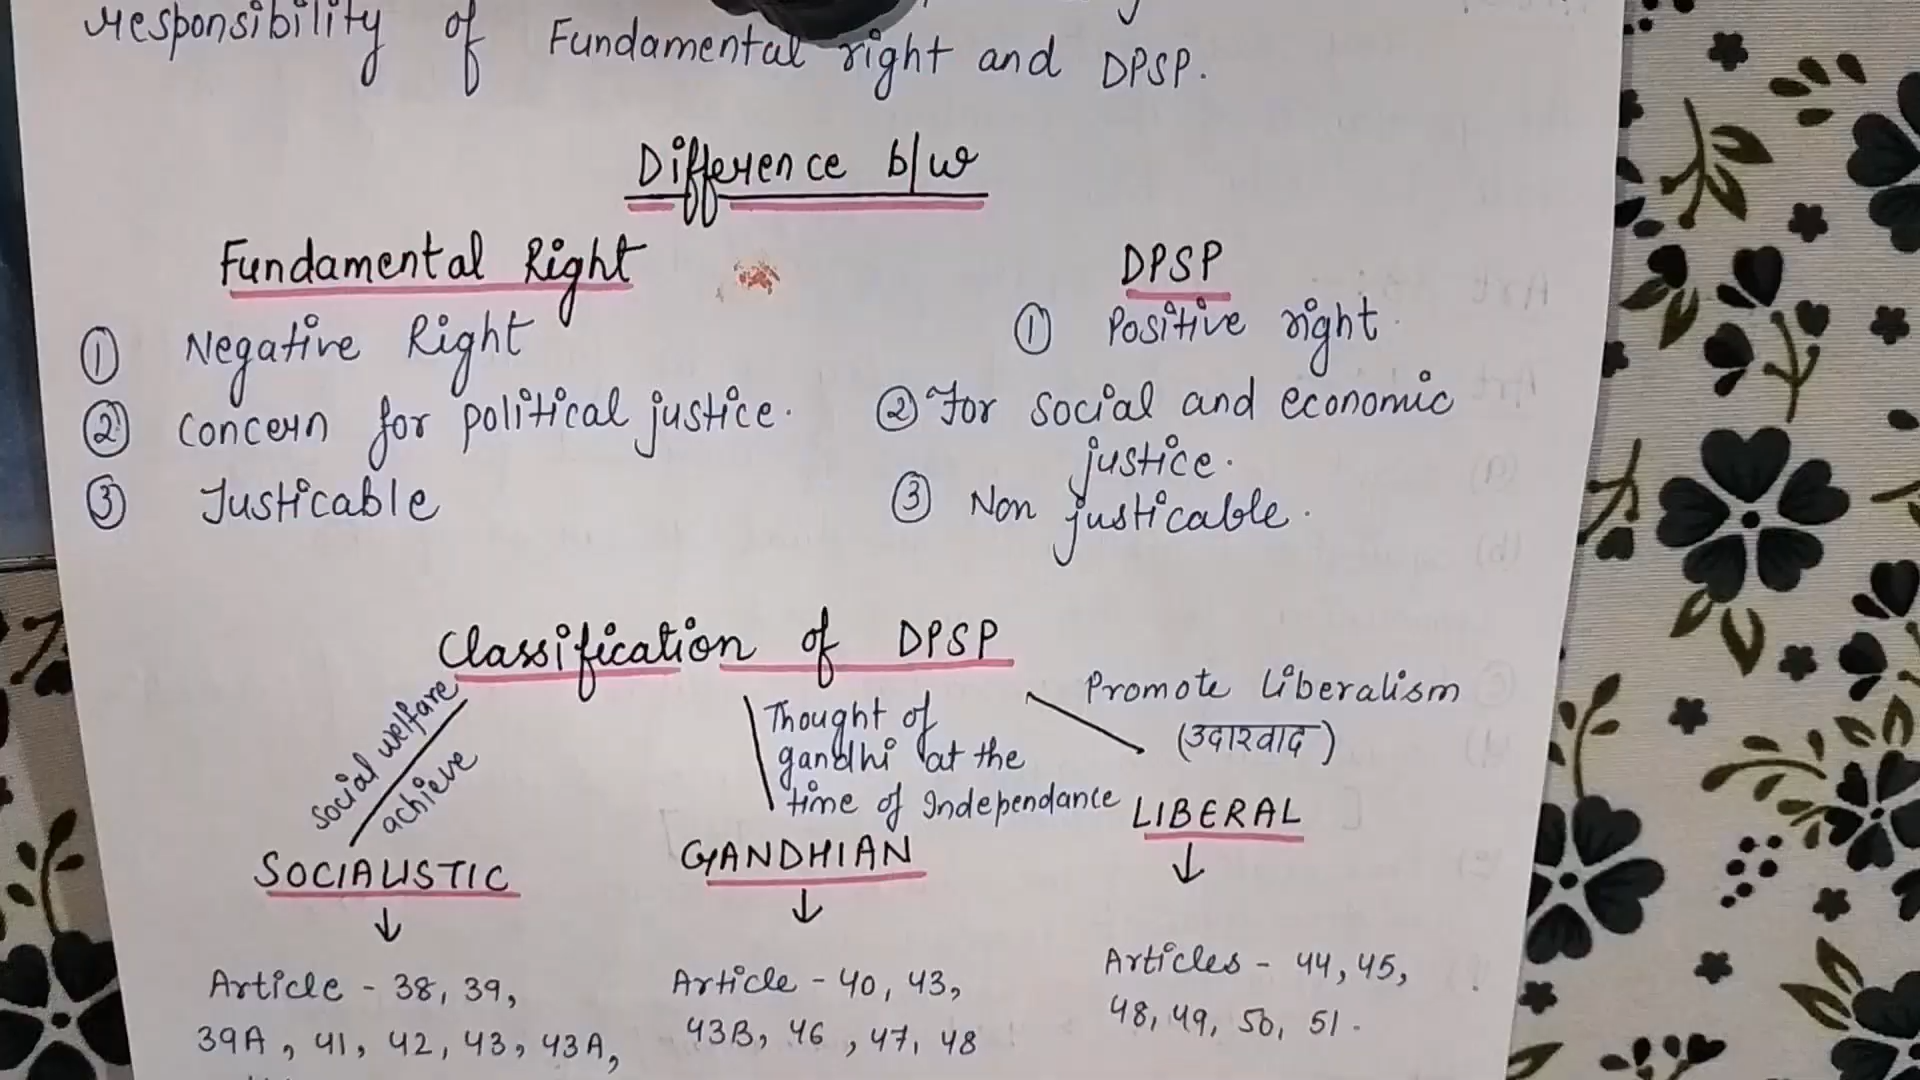 responsibility of Fundamental right and DPSP.
Difference b/w
Fundamental Right
① Negative Right
② Concern for political justice.
③ Justicable
DPSP
① Positive right
② For social and economic
justice.
③ Non justicable.
Classification of DPSP
social welfare
achieve
SOCIALISTIC
↓
Article - 38, 39,
39A, 41, 42, 43, 43A,
Thought of
gandhi at the
time of Independance
GANDHIAN
↓
Article - 40, 43,
43B, 46, 47, 48
Promote Liberalism
(उदारवाद)
LIBERAL
↓
Articles - 44, 45,
48, 49, 50, 51.